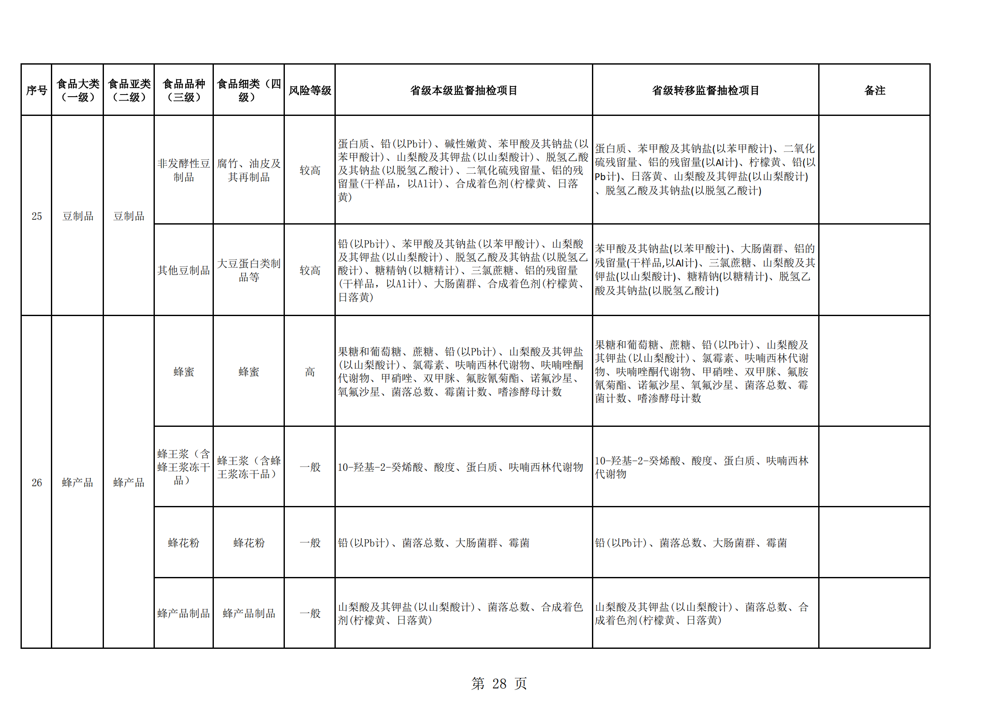 序号
食品大类
（一级）
食品亚类
（二级）
食品品种
（三级）
食品细类（四
级）
风险等级
省级本级监督抽检项目
省级转移监督抽检项目
备注
25
豆制品
豆制品
非发酵性豆
制品
腐竹、油皮及
其再制品
较高
蛋白质、铅(以Pb计)、碱性嫩黄、苯甲酸及其钠盐(以
苯甲酸计)、山梨酸及其钾盐(以山梨酸计)、脱氢乙酸
及其钠盐(以脱氢乙酸计)、二氧化硫残留量、铝的残
留量(干样品，以Al计)、合成着色剂(柠檬黄、日落
黄)
蛋白质、苯甲酸及其钠盐(以苯甲酸计)、二氧化
硫残留量、铝的残留量(以Al计)、柠檬黄、铅(以
Pb计)、日落黄、山梨酸及其钾盐(以山梨酸计)
、脱氢乙酸及其钠盐(以脱氢乙酸计)
其他豆制品
大豆蛋白类制
品等
较高
铅(以Pb计)、苯甲酸及其钠盐(以苯甲酸计)、山梨酸
及其钾盐(以山梨酸计)、脱氢乙酸及其钠盐(以脱氢乙
酸计)、糖精钠(以糖精计)、三氯蔗糖、铝的残留量
(干样品，以Al计)、大肠菌群、合成着色剂(柠檬黄、
日落黄)
苯甲酸及其钠盐(以苯甲酸计)、大肠菌群、铝的
残留量(干样品,以Al计)、三氯蔗糖、山梨酸及其
钾盐(以山梨酸计)、糖精钠(以糖精计)、脱氢乙
酸及其钠盐(以脱氢乙酸计)
26
蜂产品
蜂产品
蜂蜜
蜂蜜
高
果糖和葡萄糖、蔗糖、铅(以Pb计)、山梨酸及其钾盐
(以山梨酸计)、氯霉素、呋喃西林代谢物、呋喃唑酮
代谢物、甲硝唑、双甲脒、氟胺氰菊酯、诺氟沙星、
氧氟沙星、菌落总数、霉菌计数、嗜渗酵母计数
果糖和葡萄糖、蔗糖、铅(以Pb计)、山梨酸及
其钾盐(以山梨酸计)、氯霉素、呋喃西林代谢
物、呋喃唑酮代谢物、甲硝唑、双甲脒、氟胺
氰菊酯、诺氟沙星、氧氟沙星、菌落总数、霉
菌计数、嗜渗酵母计数
蜂王浆（含
蜂王浆冻干
品）
蜂王浆（含蜂
王浆冻干品）
一般
10-羟基-2-癸烯酸、酸度、蛋白质、呋喃西林代谢物
10-羟基-2-癸烯酸、酸度、蛋白质、呋喃西林
代谢物
蜂花粉
蜂花粉
一般
铅(以Pb计)、菌落总数、大肠菌群、霉菌
铅(以Pb计)、菌落总数、大肠菌群、霉菌
蜂产品制品
蜂产品制品
一般
山梨酸及其钾盐(以山梨酸计)、菌落总数、合成着色
剂(柠檬黄、日落黄)
山梨酸及其钾盐(以山梨酸计)、菌落总数、合
成着色剂(柠檬黄、日落黄)
第 28 页